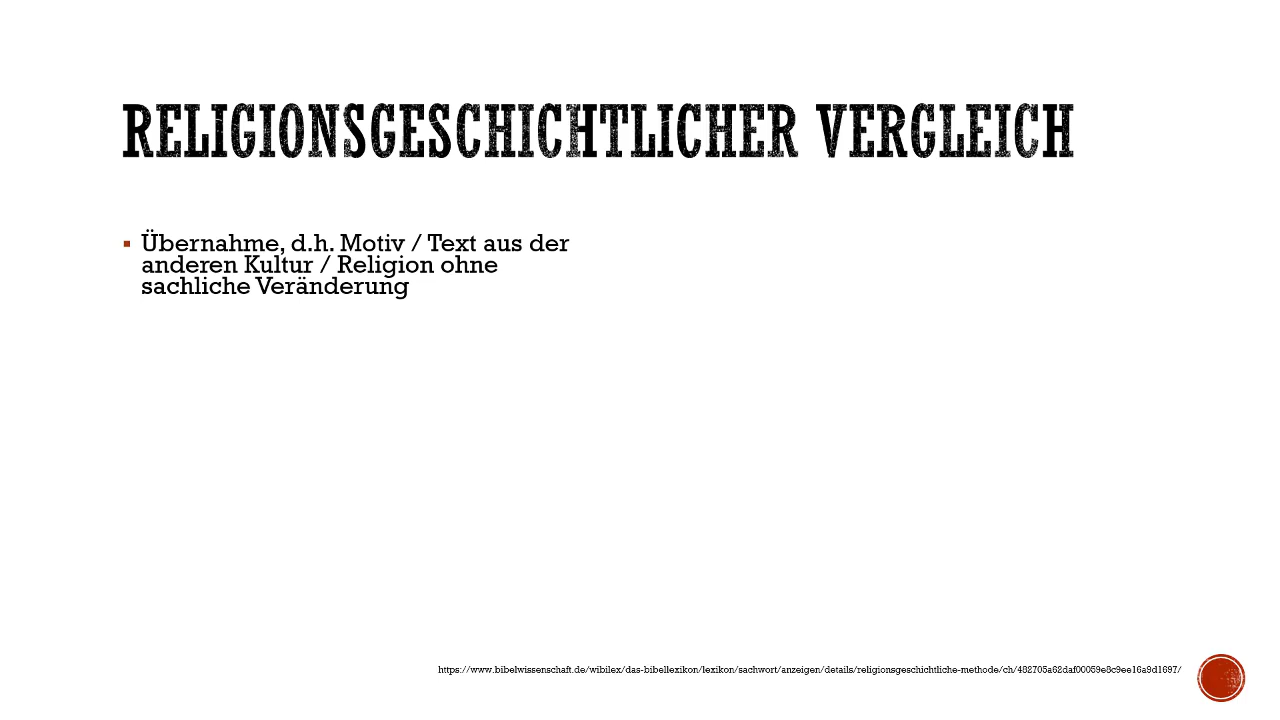 RELIGIONSGESCHICHTLICHER VERGLEICH
▪ Übernahme, d.h. Motiv / Text aus der
anderen Kultur / Religion ohne
sachliche Veränderung
https://www.bibelwissenschaft.de/wibilex/das-bibellexikon/lexikon/sachwort/anzeigen/details/religionsgeschichtliche-methode/ch/482705a62daf00059e8c9ee16a9d1697/